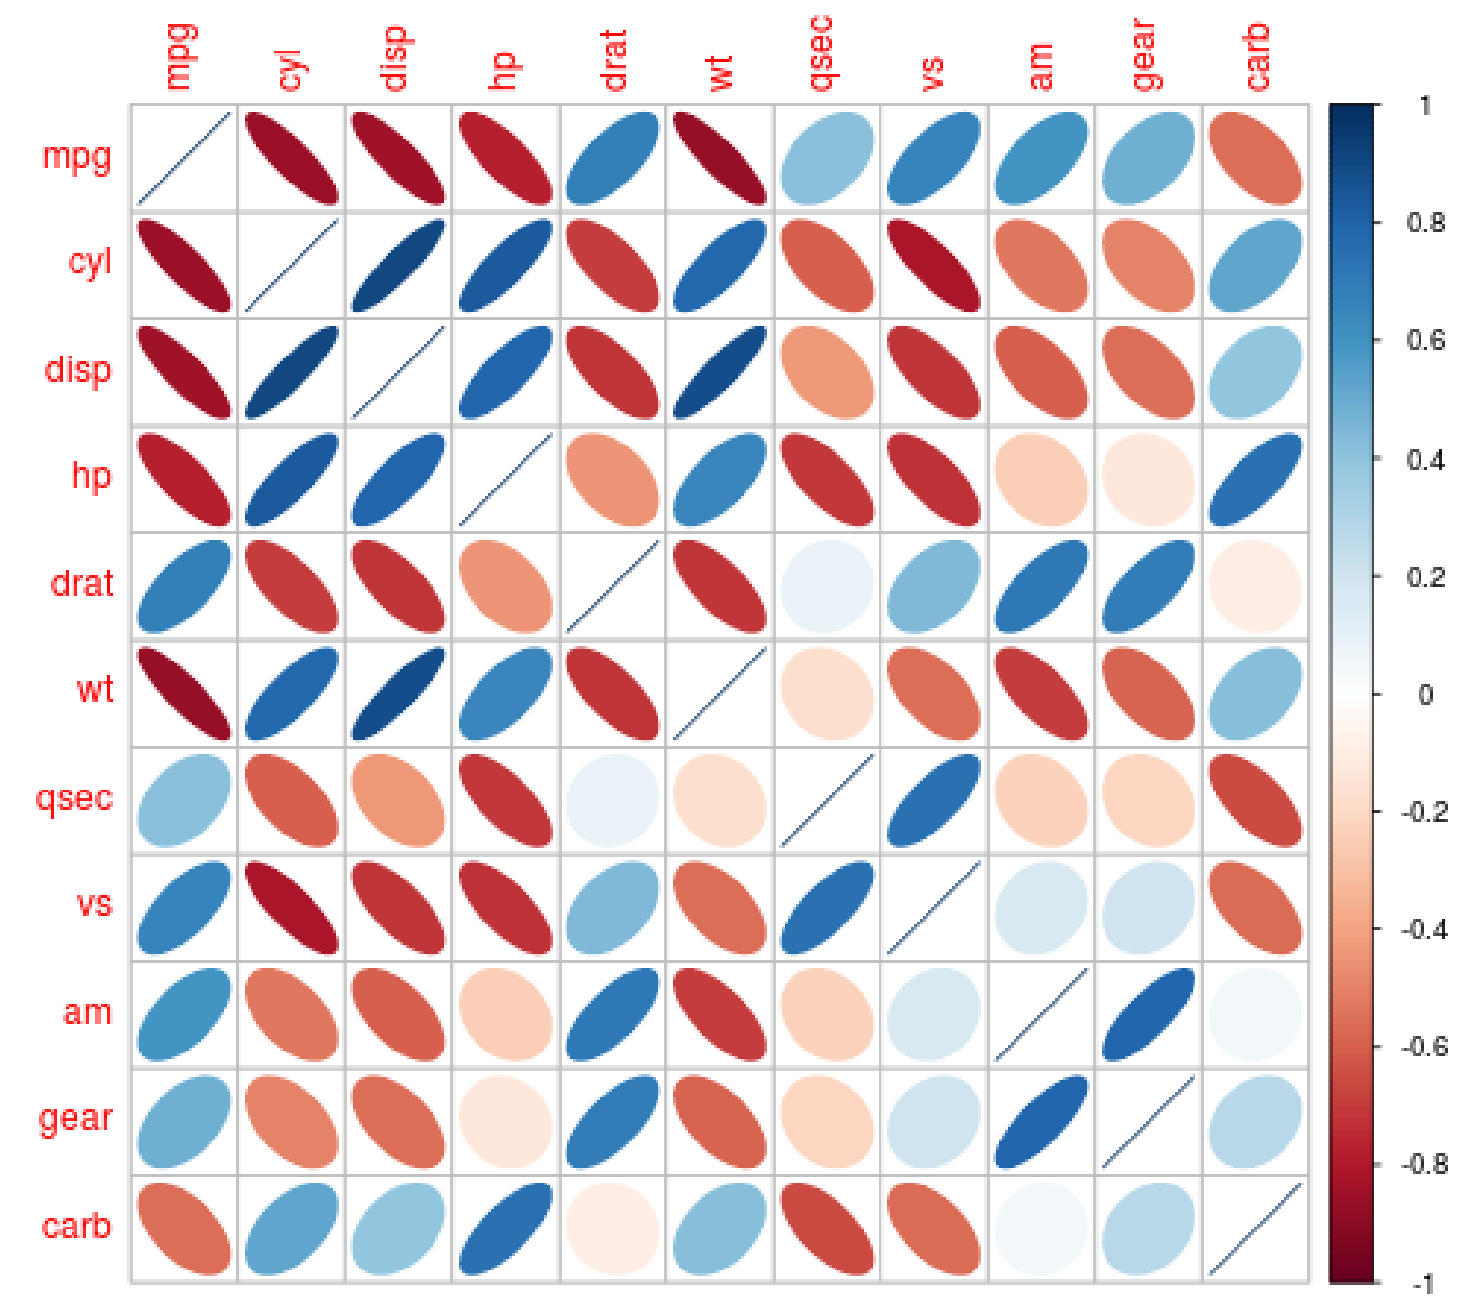 mpg cyl disp hp drat wt qsec vs am gear carb
mpg
cyl
disp
hp
drat
wt
qsec
vs
am
gear
carb
1
0.8
0.6
0.4
0.2
0
-0.2
-0.4
-0.6
-0.8
-1